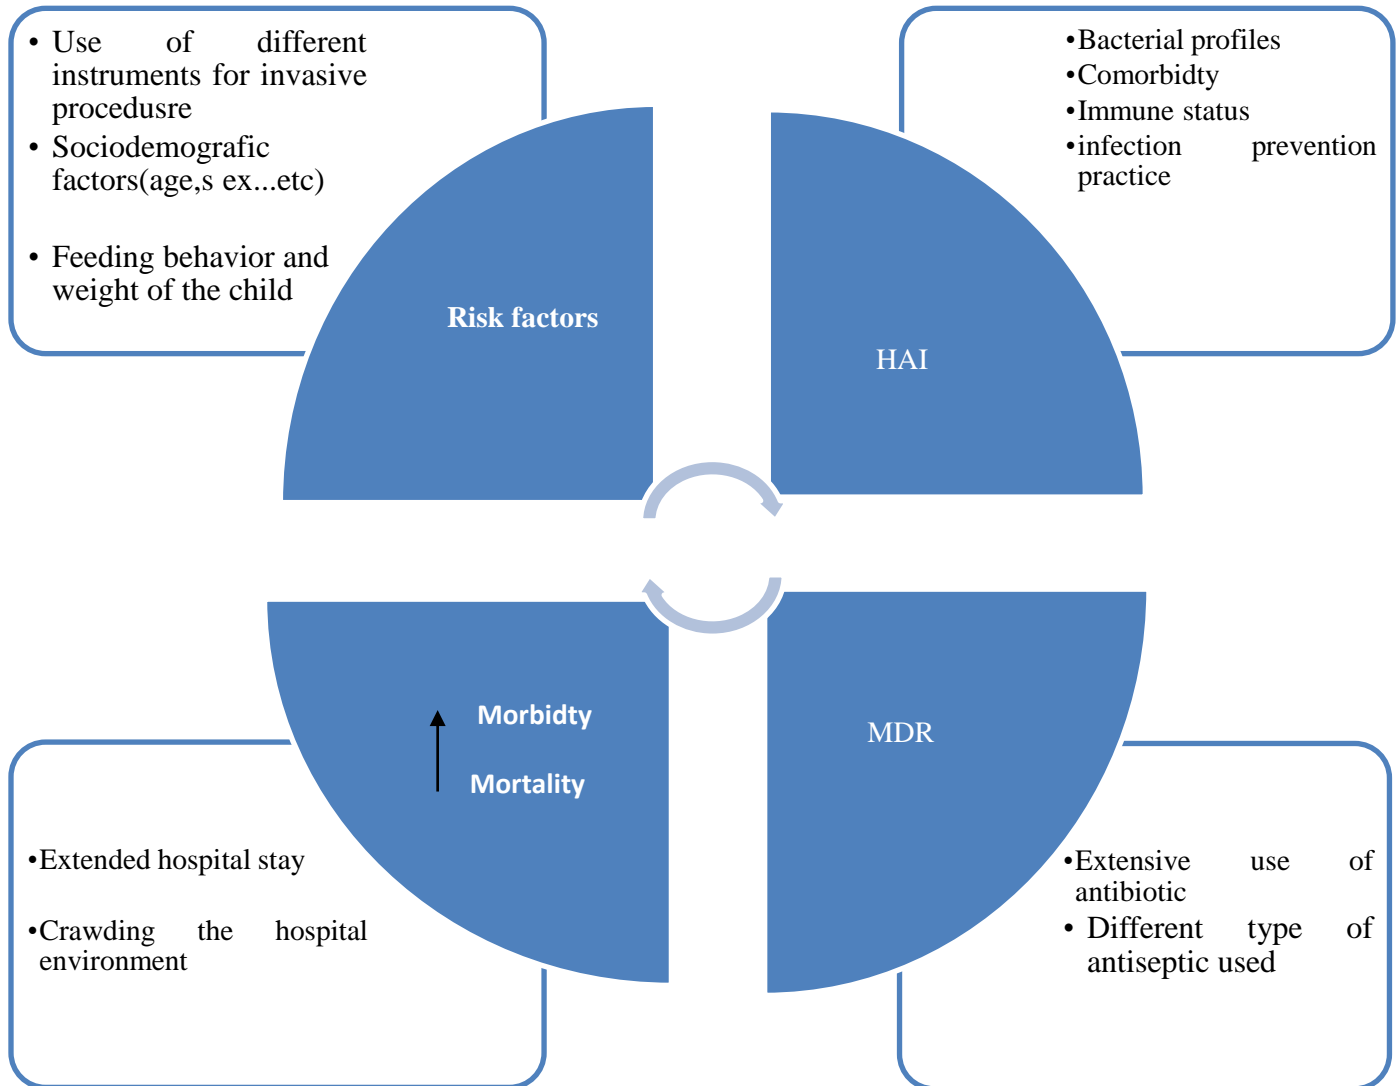 • Use of different
instruments for invasive
procedusre
• Sociodemografic
factors(age,s ex...etc)
• Feeding behavior and
weight of the child
•Bacterial profiles
•Comorbidty
•Immune status
•infection prevention
practice
Risk factors
HAI
Morbidty
Mortality
MDR
•Extended hospital stay
•Crawding the hospital
environment
•Extensive use of
antibiotic
• Different type of
antiseptic used